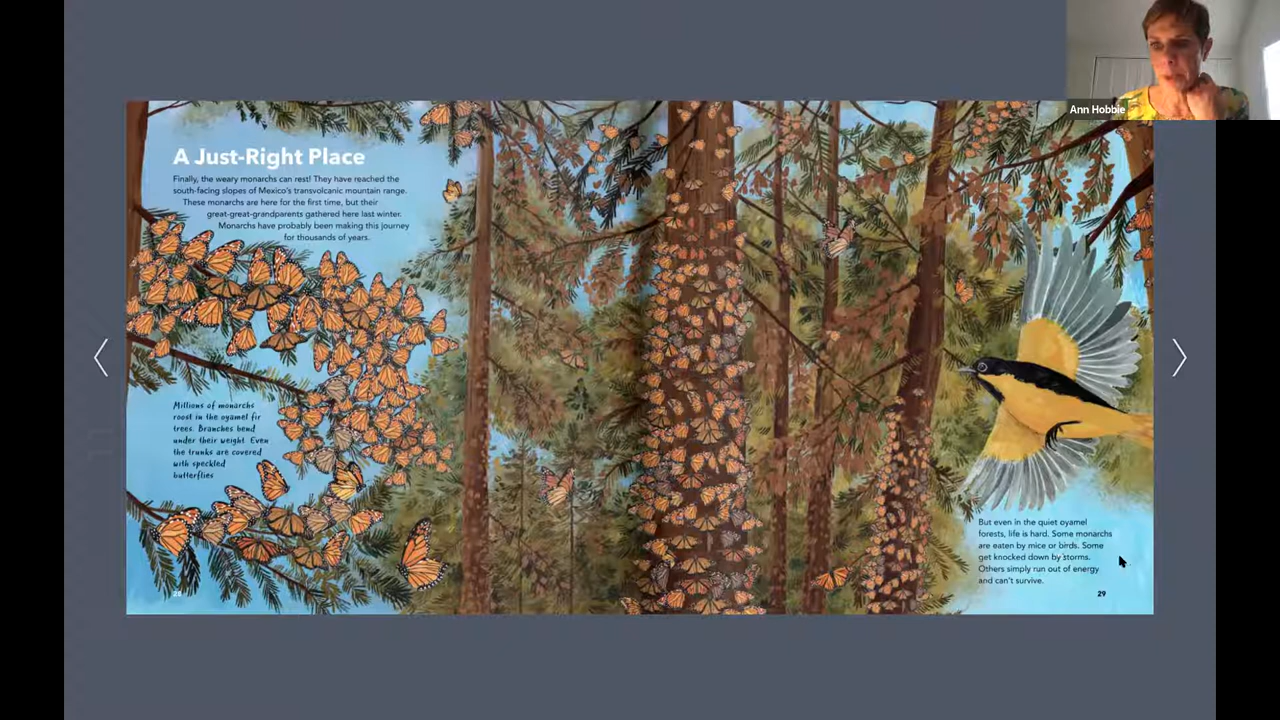 Ann Hobbie
A Just-Right Place
Finally, the weary monarchs can rest! They have reached the
south-facing slopes of Mexico's transvolcanic mountain range.
These monarchs are here for the first time, but their
great-great-grandparents gathered here last winter.
Monarchs have probably been making this journey
for thousands of years.
Millions of monarchs
roost in the oyamel fir
trees. Branches bend
under their weight. Even
the trunks are covered
with speckled
butterflies
But even in the quiet oyamel
forests, life is hard. Some monarchs
are eaten by mice or birds. Some
get knocked down by storms.
Others simply run out of energy
and can't survive.
28
29